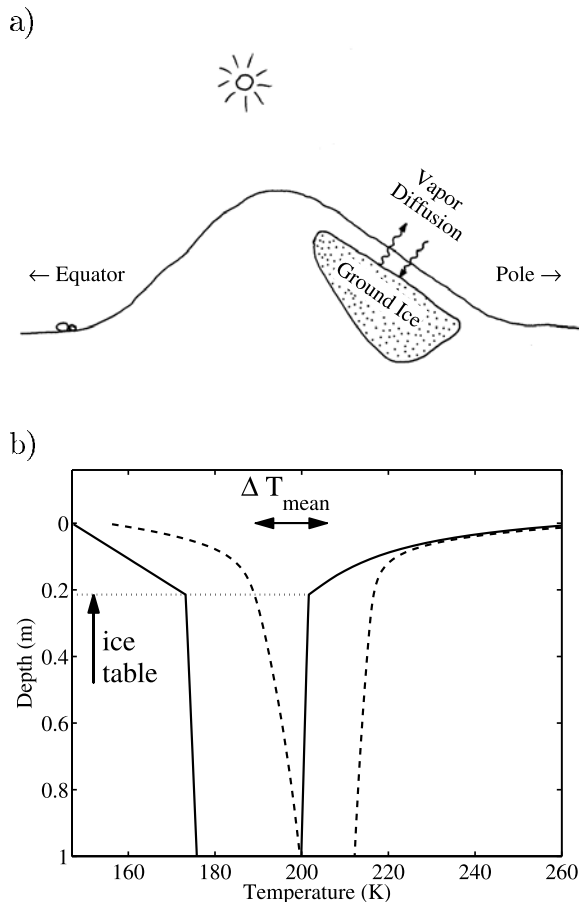 a)
Vapor
Diffusion
← Equator
Ground Ice
Pole →
b)
Δ T mean
0
0.2
ice
table
0.4
0.6
0.8
1
Depth (m)
160 180 200 220 240 260
Temperature (K)